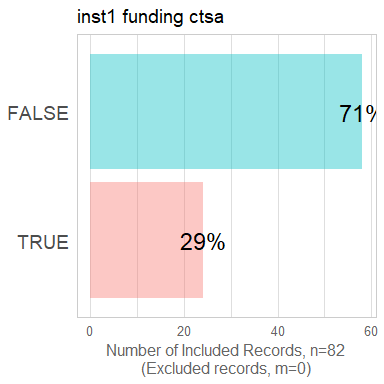 inst1 funding ctsa
FALSE
71%
TRUE
29%
0 20 40 60
Number of Included Records, n=82
(Excluded records, m=0)